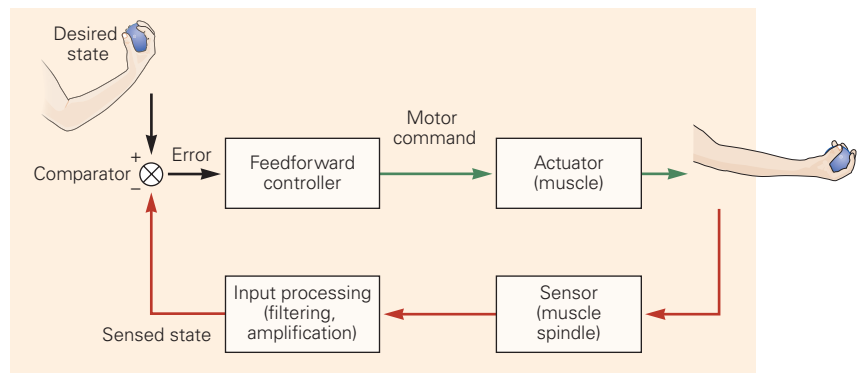 Desired
state
Motor
command
+
Error
Comparator
−
Feedforward
controller
Actuator
(muscle)
Input processing
(filtering,
amplification)
Sensor
(muscle
spindle)
Sensed state